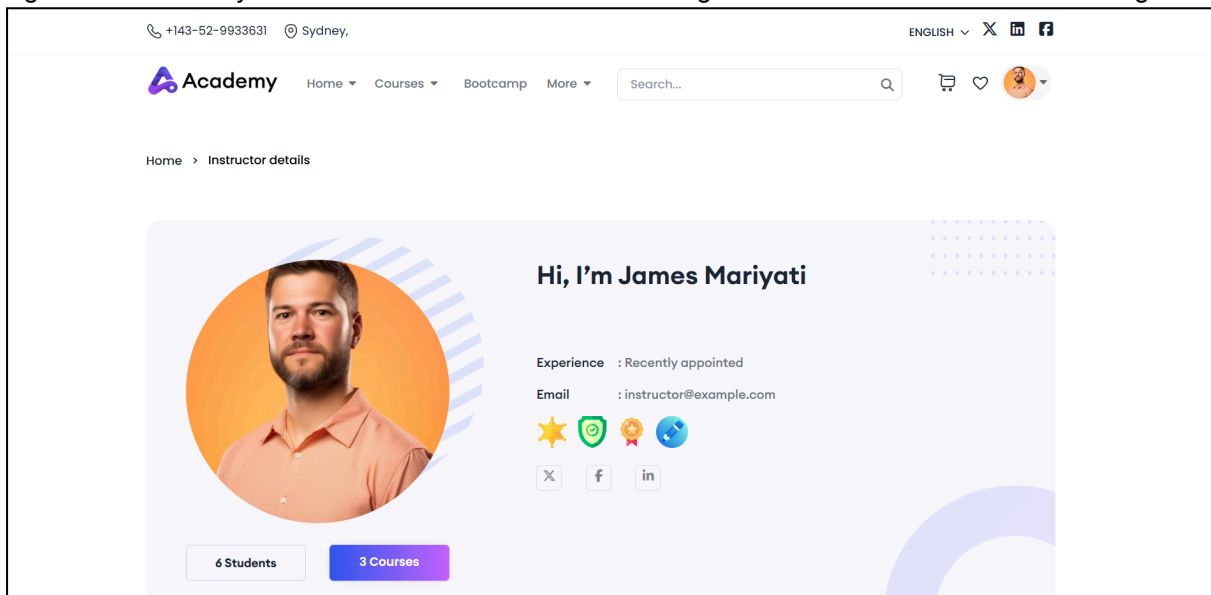 +143-52-9933631 Sydney, ENGLISH
Academy Home Courses Bootcamp More Search...
Home > Instructor details
Hi, I’m James Mariyati
Experience : Recently appointed
Email : instructor@example.com
6 Students 3 Courses